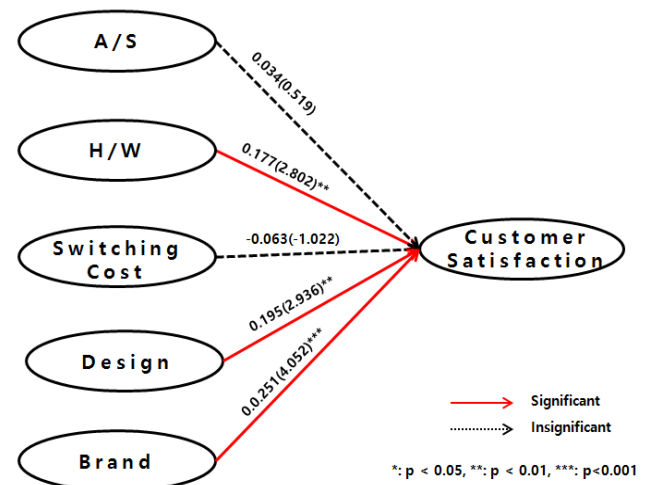 A/S
0.034(0.519)
H/W
0.177(2.802)**
Switching
Cost
-0.063(-1.022)
Customer
Satisfaction
Design
0.195(2.936)**
Brand
0.0.251(4.052)***
Significant
Insignificant
*: p < 0.05, **: p < 0.01, ***: p<0.001